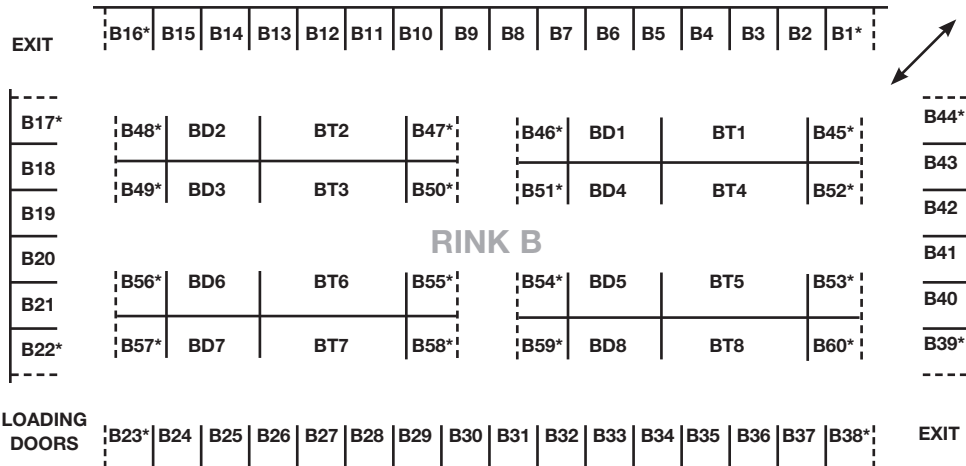 B16* B15 B14 B13 B12 B11 B10 B9 B8 B7 B6 B5 B4 B3 B2 B1*
EXIT
B17*
B18
B19
B20
B21
B22*
B48* BD2 BT2 B47*
B49* BD3 BT3 B50*
B46* BD1 BT1 B45*
B51* BD4 BT4 B52*
B44*
B43
B42
B41
B40
B39*
RINK B
B56* BD6 BT6 B55*
B57* BD7 BT7 B58*
B54* BD5 BT5 B53*
B59* BD8 BT8 B60*
LOADING
DOORS
B23* B24 B25 B26 B27 B28 B29 B30 B31 B32 B33 B34 B35 B36 B37 B38*
EXIT